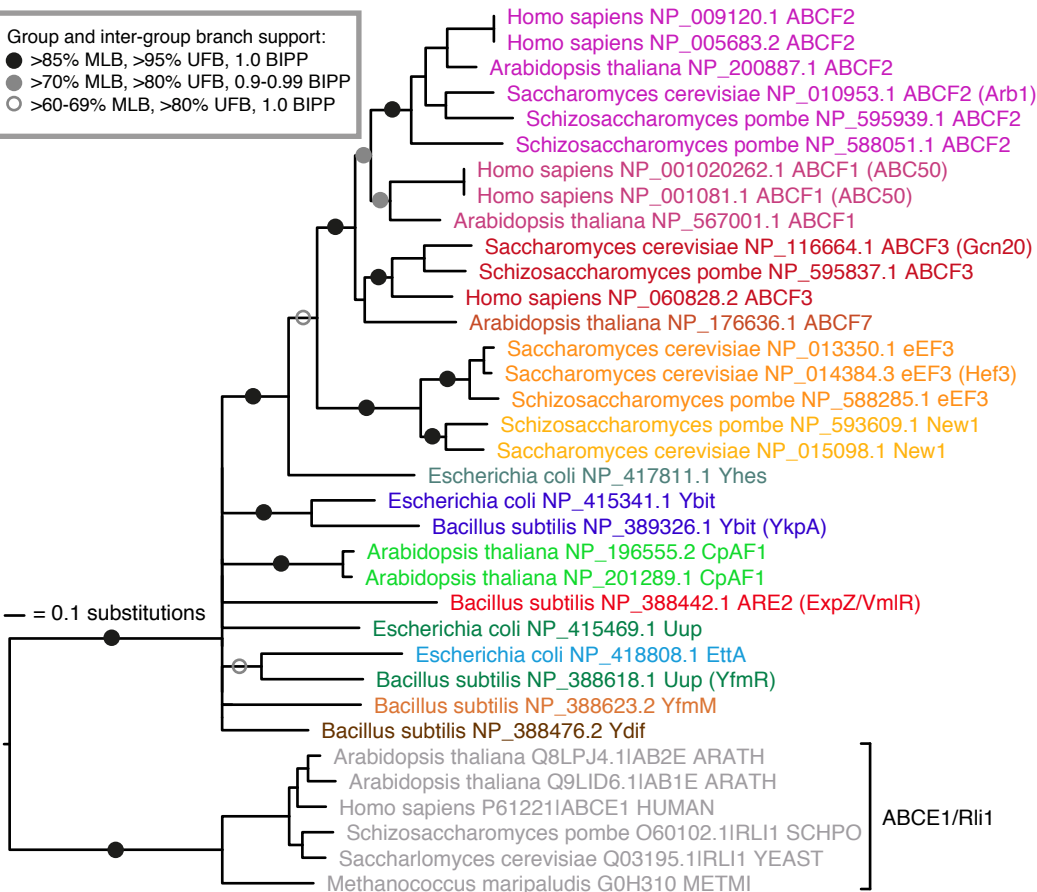 Group and inter-group branch support:
>85% MLB, >95% UFB, 1.0 BIPP
>70% MLB, >80% UFB, 0.9-0.99 BIPP
>60-69% MLB, >80% UFB, 1.0 BIPP
Homo sapiens NP_009120.1 ABCF2
Homo sapiens NP_005683.2 ABCF2
Arabidopsis thaliana NP_200887.1 ABCF2
Saccharomyces cerevisiae NP_010953.1 ABCF2 (Arb1)
Schizosaccharomyces pombe NP_595939.1 ABCF2
Schizosaccharomyces pombe NP_588051.1 ABCF2
Homo sapiens NP_001020262.1 ABCF1 (ABC50)
Homo sapiens NP_001081.1 ABCF1 (ABC50)
Arabidopsis thaliana NP_567001.1 ABCF1
Saccharomyces cerevisiae NP_116664.1 ABCF3 (Gcn20)
Schizosaccharomyces pombe NP_595837.1 ABCF3
Homo sapiens NP_060828.2 ABCF3
Arabidopsis thaliana NP_176636.1 ABCF7
Saccharomyces cerevisiae NP_013350.1 eEF3
Saccharomyces cerevisiae NP_014384.3 eEF3 (Hef3)
Schizosaccharomyces pombe NP_588285.1 eEF3
Schizosaccharomyces pombe NP_593609.1 New1
Saccharomyces cerevisiae NP_015098.1 New1
Escherichia coli NP_417811.1 Yhes
Escherichia coli NP_415341.1 Ybit
Bacillus subtilis NP_389326.1 Ybit (YkpA)
Arabidopsis thaliana NP_196555.2 CpAF1
Arabidopsis thaliana NP_201289.1 CpAF1
Bacillus subtilis NP_388442.1 ARE2 (ExpZ/VmlR)
= 0.1 substitutions
Escherichia coli NP_415469.1 Uup
Escherichia coli NP_418808.1 EttA
Bacillus subtilis NP_388618.1 Uup (YfmR)
Bacillus subtilis NP_388623.2 YfmM
Bacillus subtilis NP_388476.2 Ydif
Arabidopsis thaliana Q8LPJ4.1IAB2E ARATH
Arabidopsis thaliana Q9LID6.1IAB1E ARATH
Homo sapiens P61221IABCE1 HUMAN
Schizosaccharomyces pombe O60102.1IRLI1 SCHPO
Saccharlomyces cerevisiae Q03195.1IRLI1 YEAST
Methanococcus maripaludis G0H310 METMI
ABCE1/Rli1